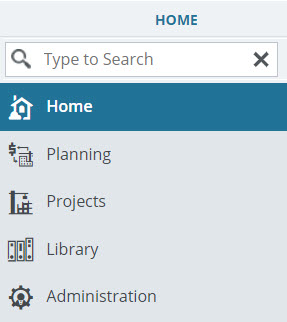 HOME
Type to Search
Home
Planning
Projects
Library
Administration